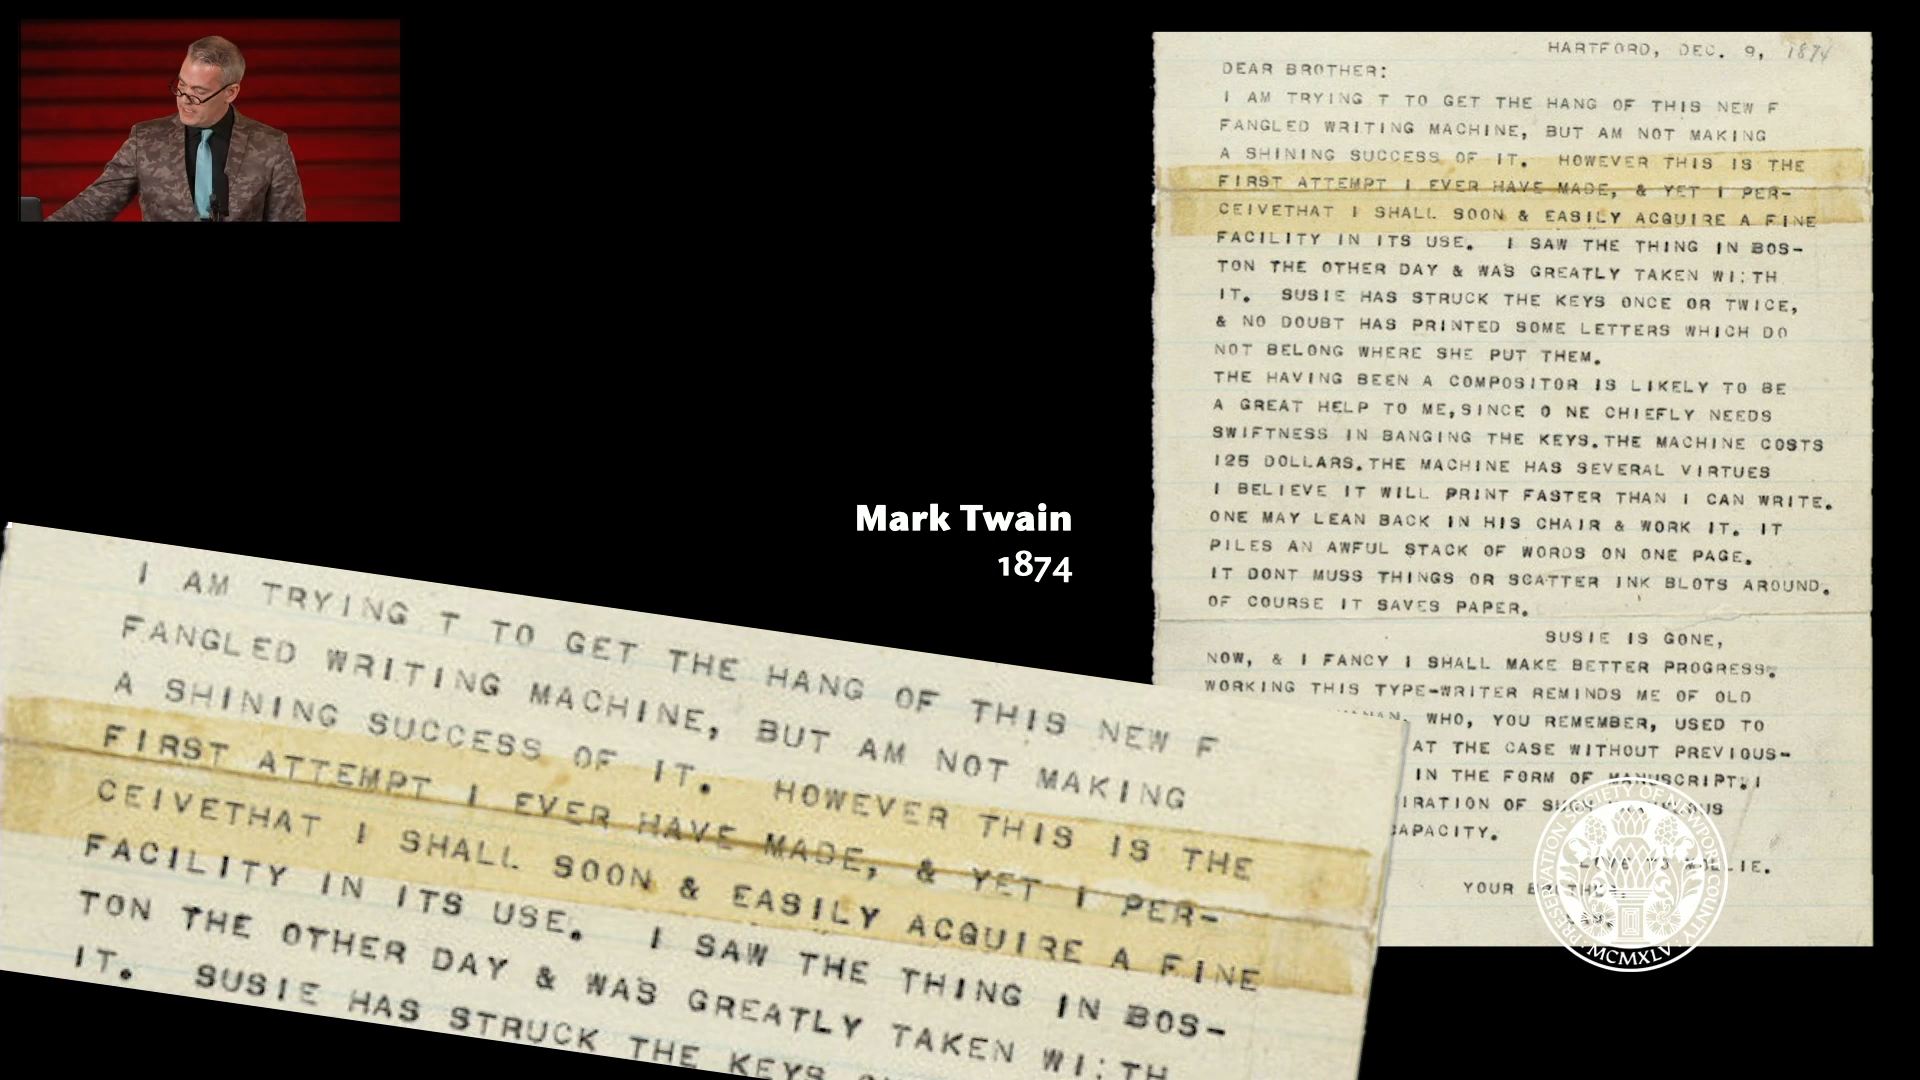 HARTFORD, DEC. 9, 1874
DEAR BROTHER:
I AM TRYING T TO GET THE HANG OF THIS NEW F
FANGLED WRITING MACHINE, BUT AM NOT MAKING
A SHINING SUCCESS OF IT. HOWEVER THIS IS THE
FIRST ATTEMPT I EVER HAVE MADE, & YET I PER-
CEIVETHAT I SHALL SOON & EASILY ACQUIRE A FINE
FACILITY IN ITS USE. I SAW THE THING IN BOS-
TON THE OTHER DAY & WAS GREATLY TAKEN WI:TH
IT. SUSIE HAS STRUCK THE KEYS ONCE OR TWICE,
& NO DOUBT HAS PRINTED SOME LETTERS WHICH DO
NOT BELONG WHERE SHE PUT THEM.
THE HAVING BEEN A COMPOSITOR IS LIKELY TO BE
A GREAT HELP TO ME,SINCE O NE CHIEFLY NEEDS
SWIFTNESS IN BANGING THE KEYS.THE MACHINE COSTS
125 DOLLARS.THE MACHINE HAS SEVERAL VIRTUES
I BELIEVE IT WILL PRINT FASTER THAN I CAN WRITE.
ONE MAY LEAN BACK IN HIS CHAIR & WORK IT. IT
PILES AN AWFUL STACK OF WORDS ON ONE PAGE.
IT DONT MUSS THINGS OR SCATTER INK BLOTS AROUND.
OF COURSE IT SAVES PAPER.
SUSIE IS GONE,
NOW, & I FANCY I SHALL MAKE BETTER PROGRESS.
WORKING THIS TYPE-WRITER REMINDS ME OF OLD
WHO, YOU REMEMBER, USED TO
AT THE CASE WITHOUT PREVIOUS-
IN THE FORM OF MANUSCRIPT. I
IRATION OF
APACITY.
YOUR
Mark Twain
1874
I AM TRYING T TO GET THE HANG OF THIS NEW F
FANGLED WRITING MACHINE, BUT AM NOT MAKING
A SHINING SUCCESS OF IT. HOWEVER THIS IS THE
FIRST ATTEMPT I EVER HAVE MADE, & YET I PER-
CEIVETHAT I SHALL SOON & EASILY ACQUIRE A FINE
FACILITY IN ITS USE. I SAW THE THING IN BOS-
TON THE OTHER DAY & WAS GREATLY TAKEN WI:TH
IT. SUSIE HAS STRUCK THE KEYS
PRESERVATION SOCIETY OF NEWPORT COUNTY
MCMXLV